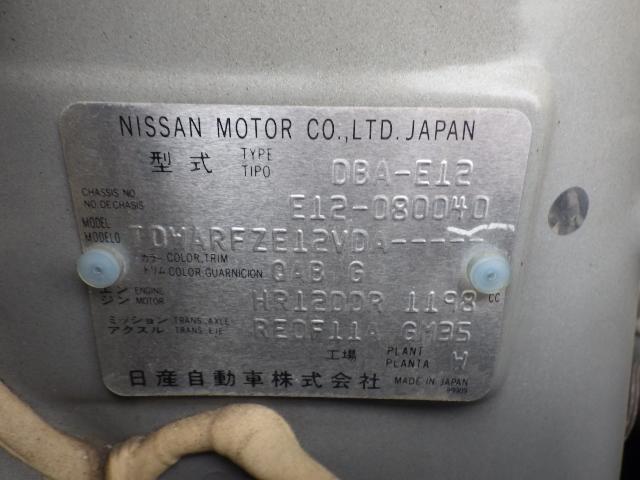 NISSAN MOTOR CO.,LTD. JAPAN
型式 TYPE TIPO DBA-E12
CHASSIS NO. NO. DE CHASIS E12-080040
MODEL MODELO TDWARFZE12VDA-----
カラー COLOR,TRIM トリム COLOR,GUARNICION QAB G
エンジン ENGINE MOTOR HR12DDR 1198 CC
ミッション アクスル TRANS.,AXLE TRANS.,EJE RE0F11A GM35
工場 PLANT PLANTA W
日産自動車株式会社 MADE IN JAPAN